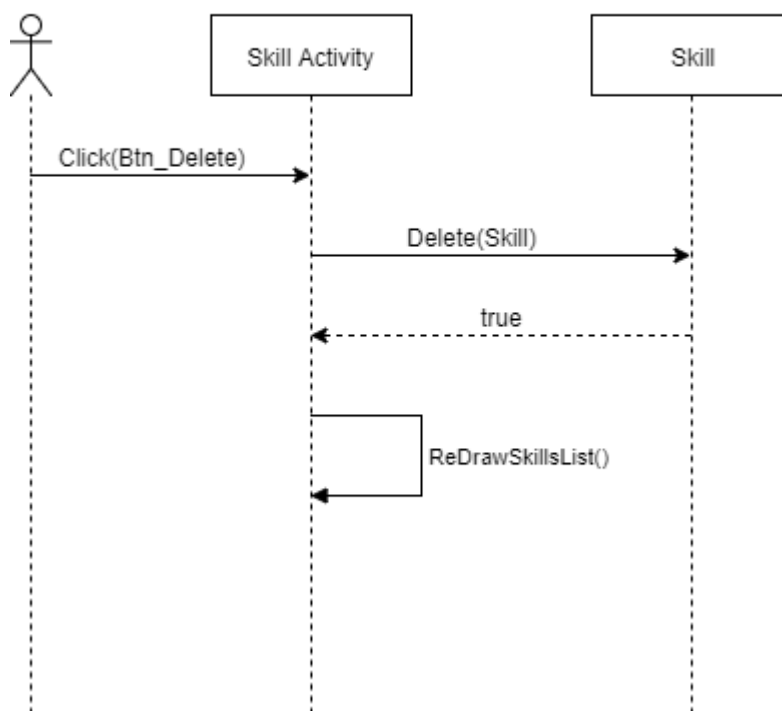 Skill Activity
Skill
Click(Btn_Delete)
Delete(Skill)
true
ReDrawSkillsList()